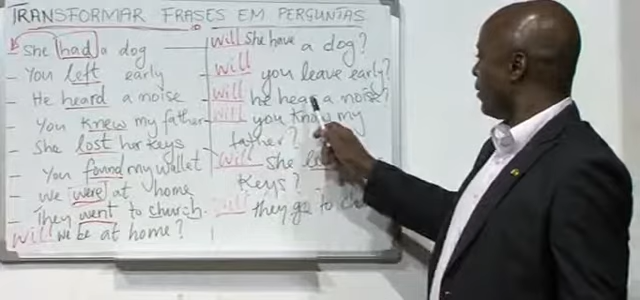 TRANSFORMAR FRASES EM PERGUNTAS
She had a dog
You left early
He heard a noise
You knew my father
She lost her keys
You found my wallet
We were at home
They went to church.
will we be at home?
will she have a dog?
will you leave early?
will he hear a noise?
will you know my
father?
will she
keys?
will they go to